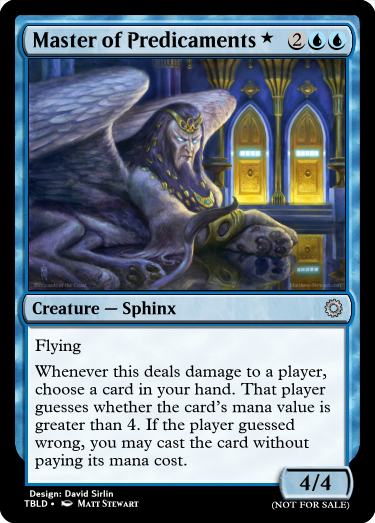 Master of Predicaments ★ 2
Creature — Sphinx
Flying
Whenever this deals damage to a player,
choose a card in your hand. That player
guesses whether the card's mana value is
greater than 4. If the player guessed
wrong, you may cast the card without
paying its mana cost.
4/4
Design: David Sirlin
TBLD • Matt Stewart
(NOT FOR SALE)